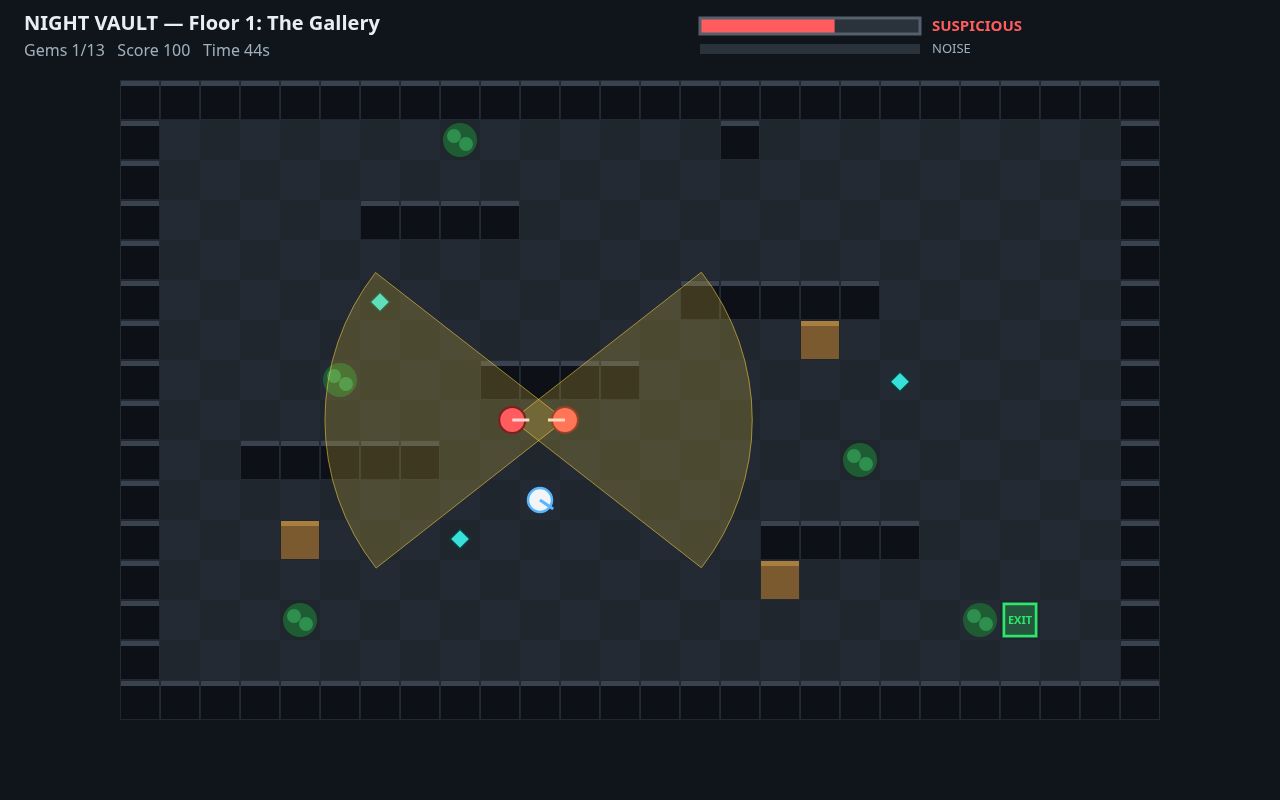 NIGHT VAULT — Floor 1: The Gallery
Gems 1/13 Score 100 Time 44s
SUSPICIOUS
NOISE
EXIT